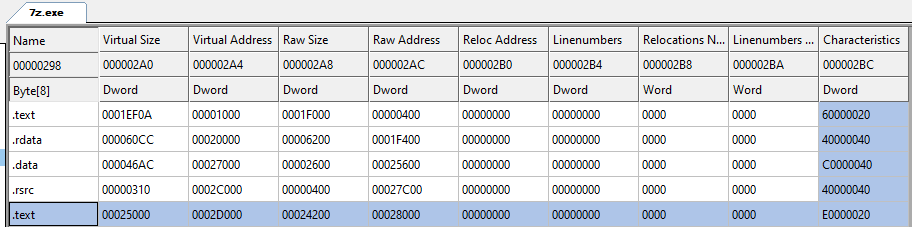 7z.exe
Name Virtual Size Virtual Address Raw Size Raw Address Reloc Address Linenumbers Relocations N... Linenumbers ... Characteristics
00000298 000002A0 000002A4 000002A8 000002AC 000002B0 000002B4 000002B8 000002BA 000002BC
Byte[8] Dword Dword Dword Dword Dword Dword Word Word Dword
.text 0001EF0A 00001000 0001F000 00000400 00000000 00000000 0000 0000 60000020
.rdata 000060CC 00020000 00006200 0001F400 00000000 00000000 0000 0000 40000040
.data 000046AC 00027000 00002600 00025600 00000000 00000000 0000 0000 C0000040
.rsrc 00000310 0002C000 00000400 00027C00 00000000 00000000 0000 0000 40000040
.text 00025000 0002D000 00024200 00028000 00000000 00000000 0000 0000 E0000020